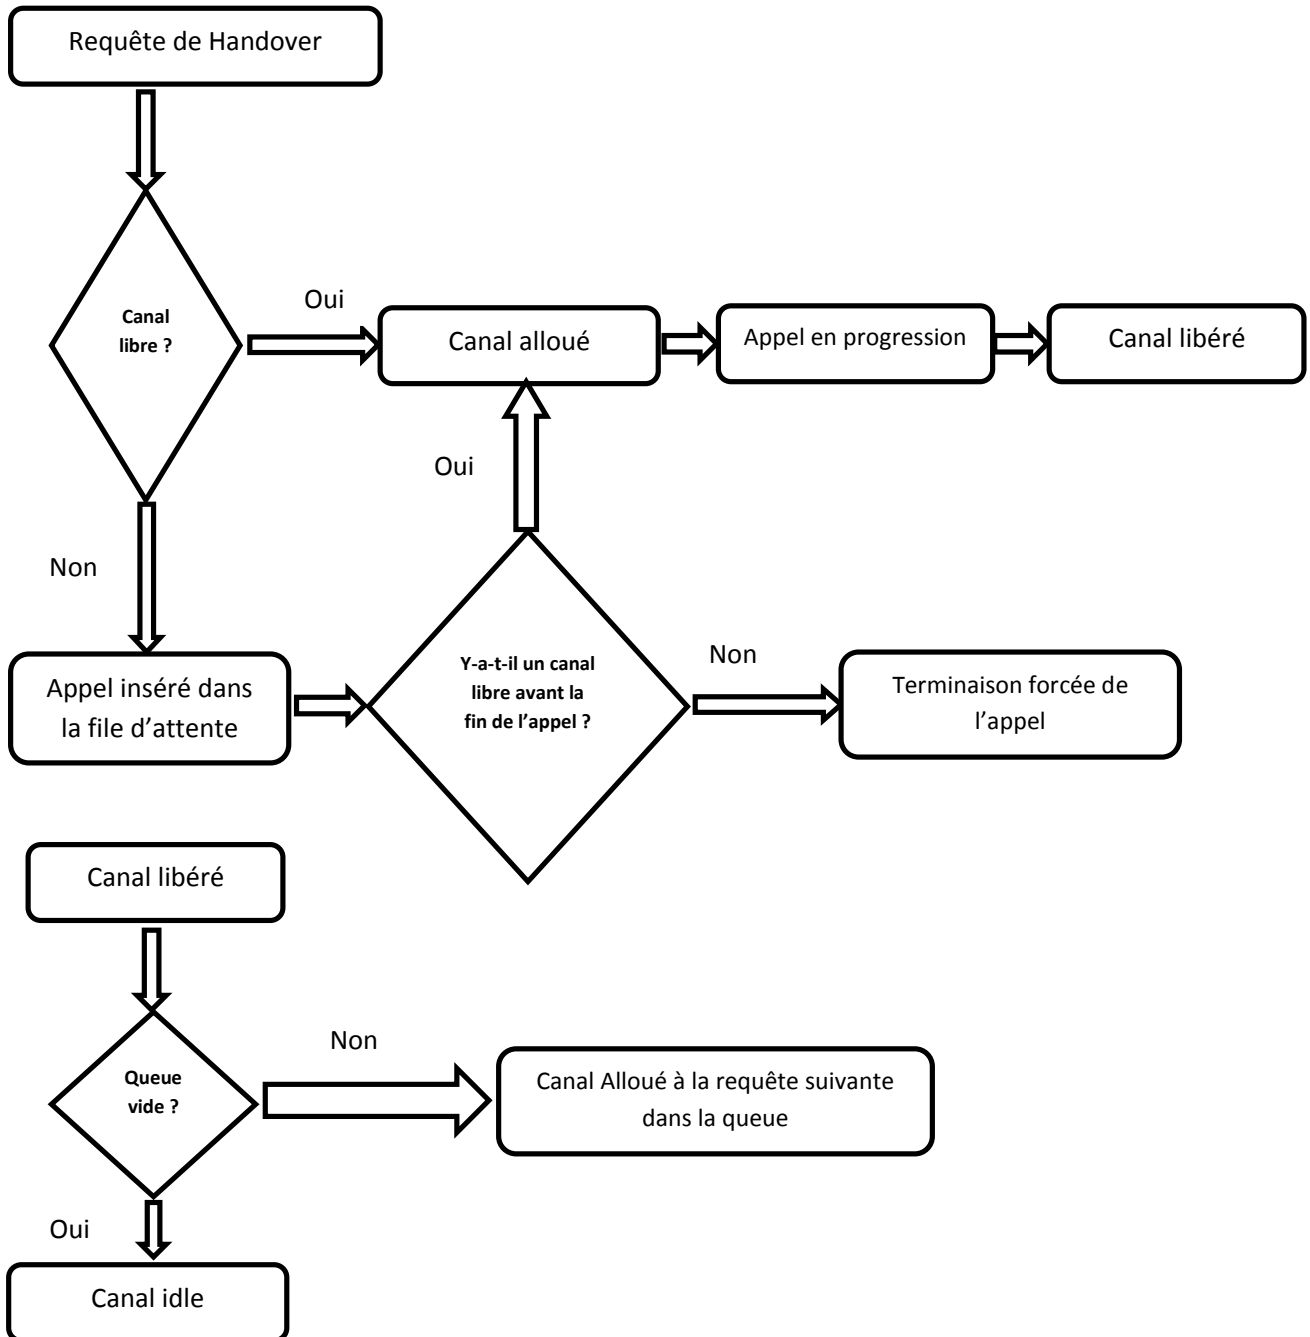 Requête de Handover
Oui
Canal
libre ?
Canal alloué
Appel en progression
Canal libéré
Oui
Non
Appel inséré dans
la file d’attente
Y-a-t-il un canal
libre avant la
fin de l’appel ?
Non
Terminaison forcée de
l’appel
Canal libéré
Non
Queue
vide ?
Canal Alloué à la requête suivante
dans la queue
Oui
Canal idle